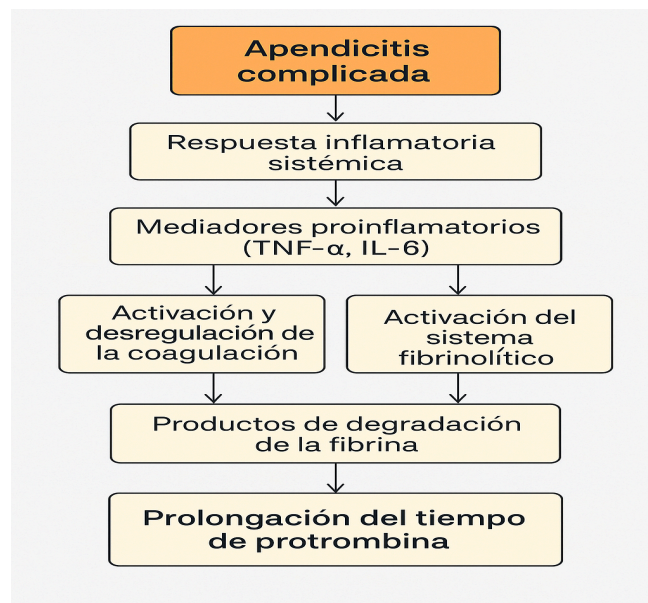 Apendicitis
complicada
Respuesta inflamatoria
sistémica
Mediadores proinflamatorios
(TNF-α, IL-6)
Activación y
desregulación de
la coagulación
Activación del
sistema
fibrinolítico
Productos de degradación
de la fibrina
Prolongación del tiempo
de protrombina